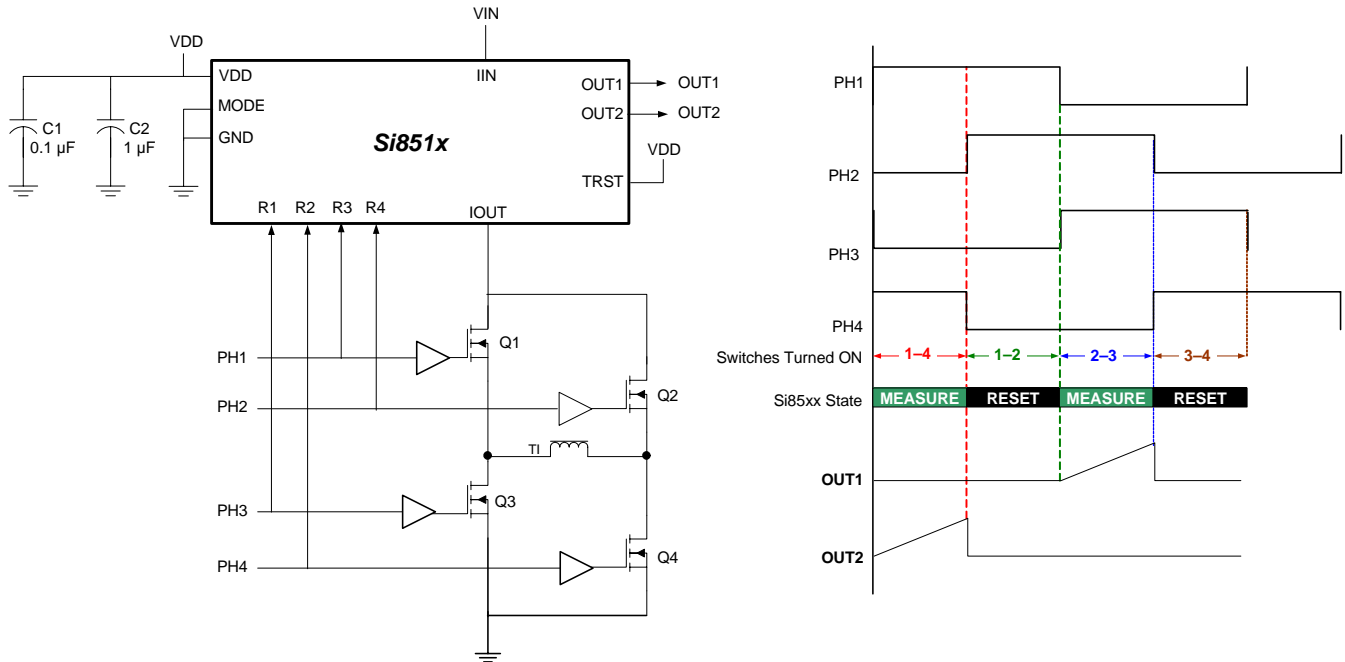 VIN
VDD
VDD
IIN
OUT1
OUT1
MODE
OUT2
OUT2
C1
0.1 µF
C2
1 µF
GND
Si851x
VDD
TRST
R1
R2
R3
R4
IOUT
PH1
Q1
PH2
Q2
TI
PH3
Q3
PH4
Q4
PH1
PH2
PH3
PH4
Switches Turned ON
1–4
1–2
2–3
3–4
Si85xx State
MEASURE
RESET
MEASURE
RESET
OUT1
OUT2